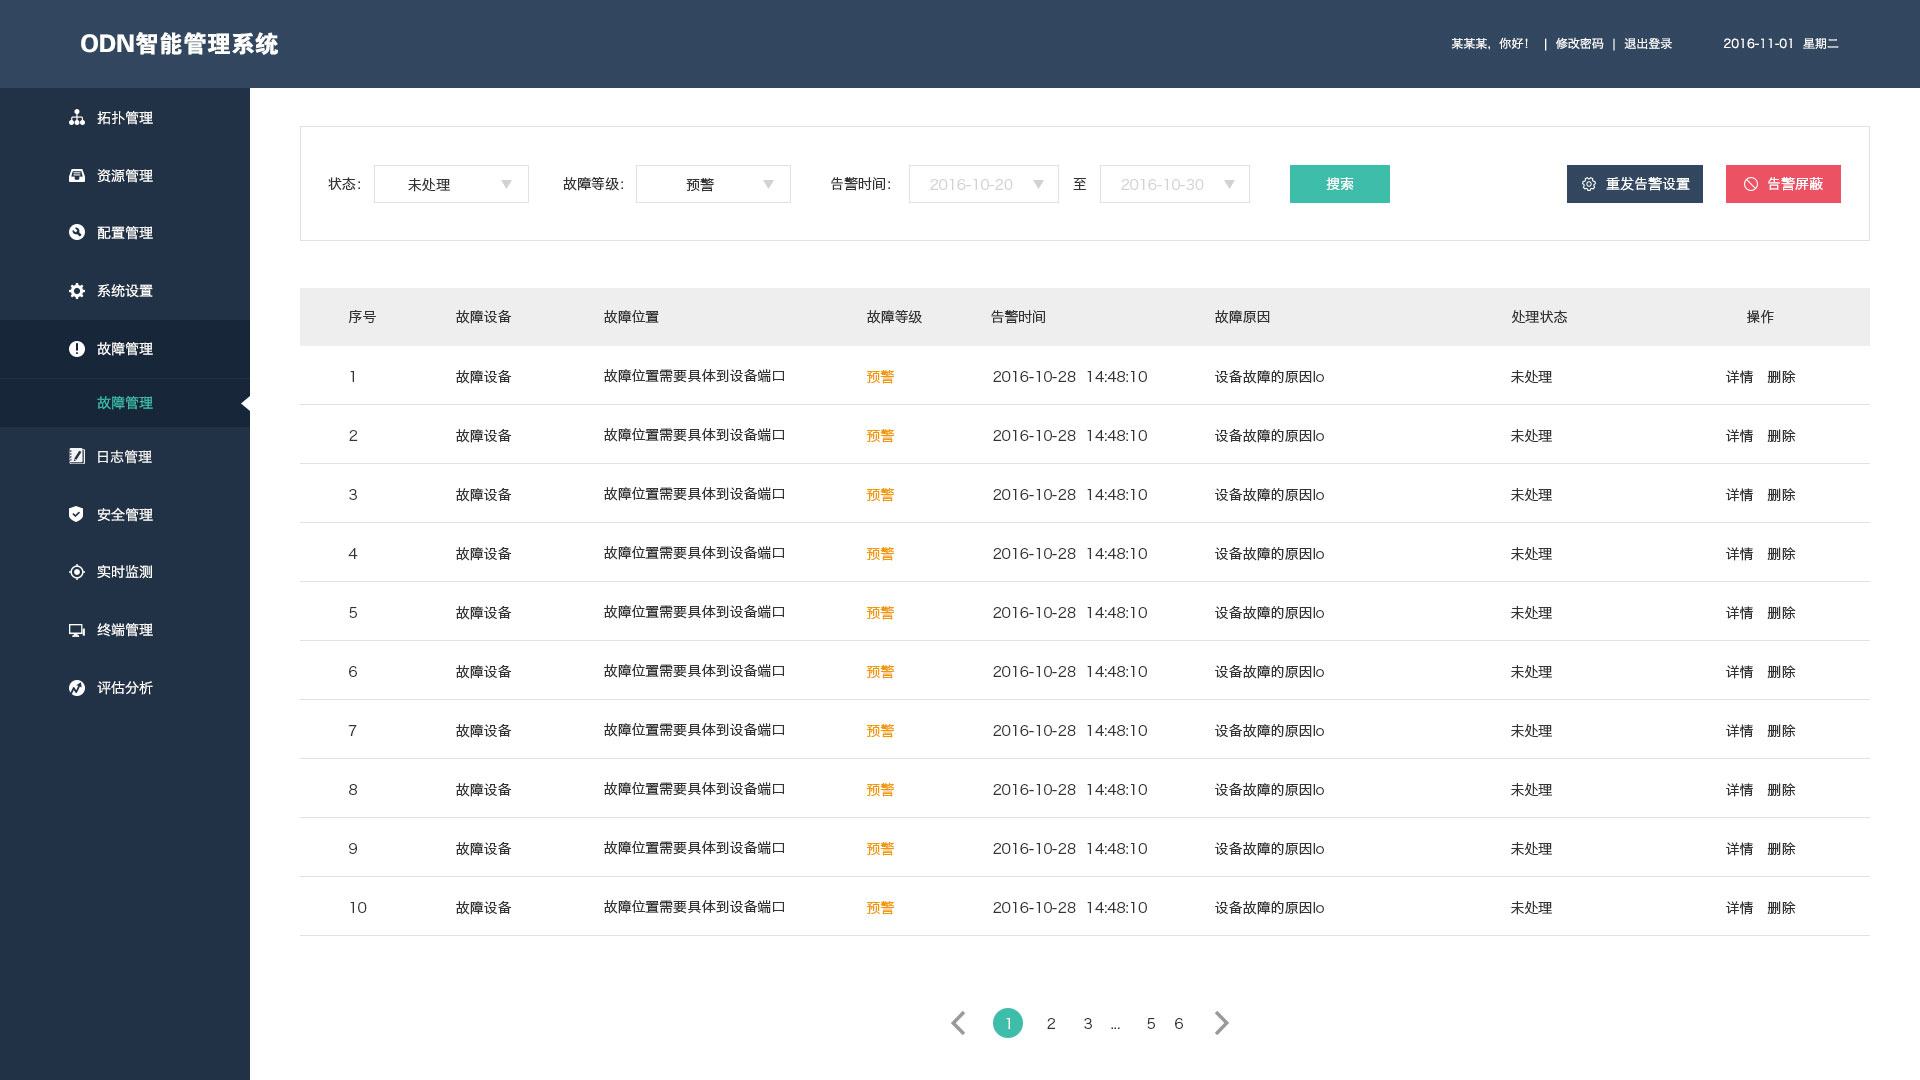 ODN智能管理系统
某某某，你好！ | 修改密码 | 退出登录 2016-11-01 星期二
拓扑管理
资源管理
配置管理
系统设置
故障管理
故障管理
日志管理
安全管理
实时监测
终端管理
评估分析
状态： 未处理 故障等级： 预警 告警时间： 2016-10-20 至 2016-10-30 搜索 重发告警设置 告警屏蔽
序号 故障设备 故障位置 故障等级 告警时间 故障原因 处理状态 操作
1 故障设备 故障位置需要具体到设备端口 预警 2016-10-28 14:48:10 设备故障的原因lo 未处理 详情 删除
2 故障设备 故障位置需要具体到设备端口 预警 2016-10-28 14:48:10 设备故障的原因lo 未处理 详情 删除
3 故障设备 故障位置需要具体到设备端口 预警 2016-10-28 14:48:10 设备故障的原因lo 未处理 详情 删除
4 故障设备 故障位置需要具体到设备端口 预警 2016-10-28 14:48:10 设备故障的原因lo 未处理 详情 删除
5 故障设备 故障位置需要具体到设备端口 预警 2016-10-28 14:48:10 设备故障的原因lo 未处理 详情 删除
6 故障设备 故障位置需要具体到设备端口 预警 2016-10-28 14:48:10 设备故障的原因lo 未处理 详情 删除
7 故障设备 故障位置需要具体到设备端口 预警 2016-10-28 14:48:10 设备故障的原因lo 未处理 详情 删除
8 故障设备 故障位置需要具体到设备端口 预警 2016-10-28 14:48:10 设备故障的原因lo 未处理 详情 删除
9 故障设备 故障位置需要具体到设备端口 预警 2016-10-28 14:48:10 设备故障的原因lo 未处理 详情 删除
10 故障设备 故障位置需要具体到设备端口 预警 2016-10-28 14:48:10 设备故障的原因lo 未处理 详情 删除
1 2 3 ... 5 6